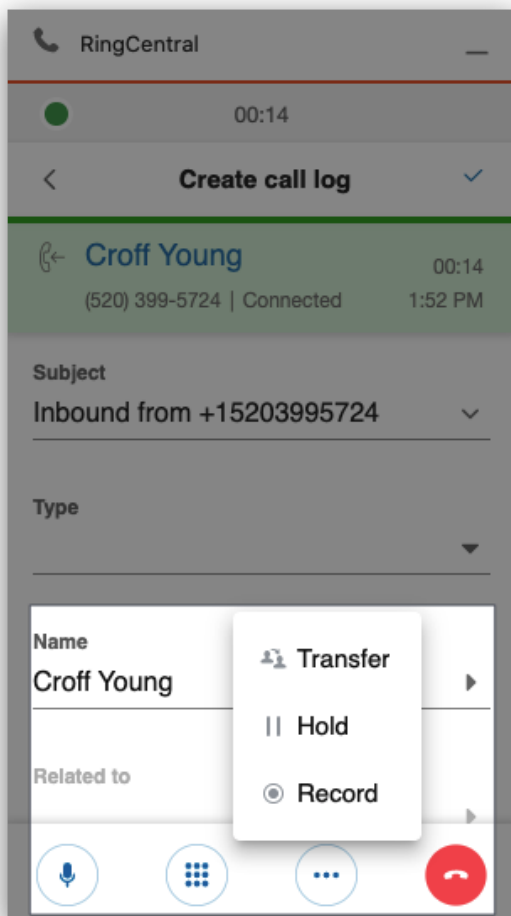 RingCentral
00:14
Create call log
Croff Young
00:14
(520) 399-5724 | Connected
1:52 PM
Subject
Inbound from +15203995724
Type
Name
Croff Young
Related to
Transfer
Hold
Record